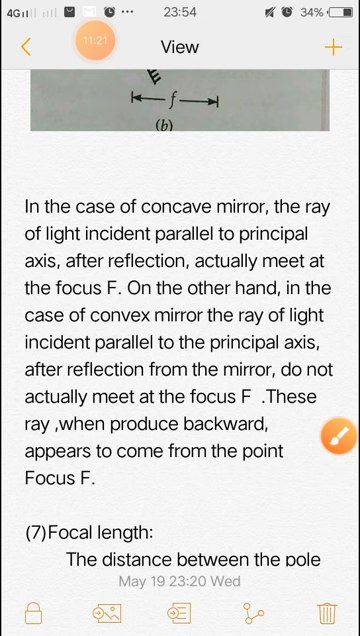 4G 23:54 34%
11:21
View
f
(b)
In the case of concave mirror, the ray
of light incident parallel to principal
axis, after reflection, actually meet at
the focus F. On the other hand, in the
case of convex mirror the ray of light
incident parallel to the principal axis,
after reflection from the mirror, do not
actually meet at the focus F .These
ray ,when produce backward,
appears to come from the point
Focus F.
(7)Focal length:
The distance between the pole
May 19 23:20 Wed